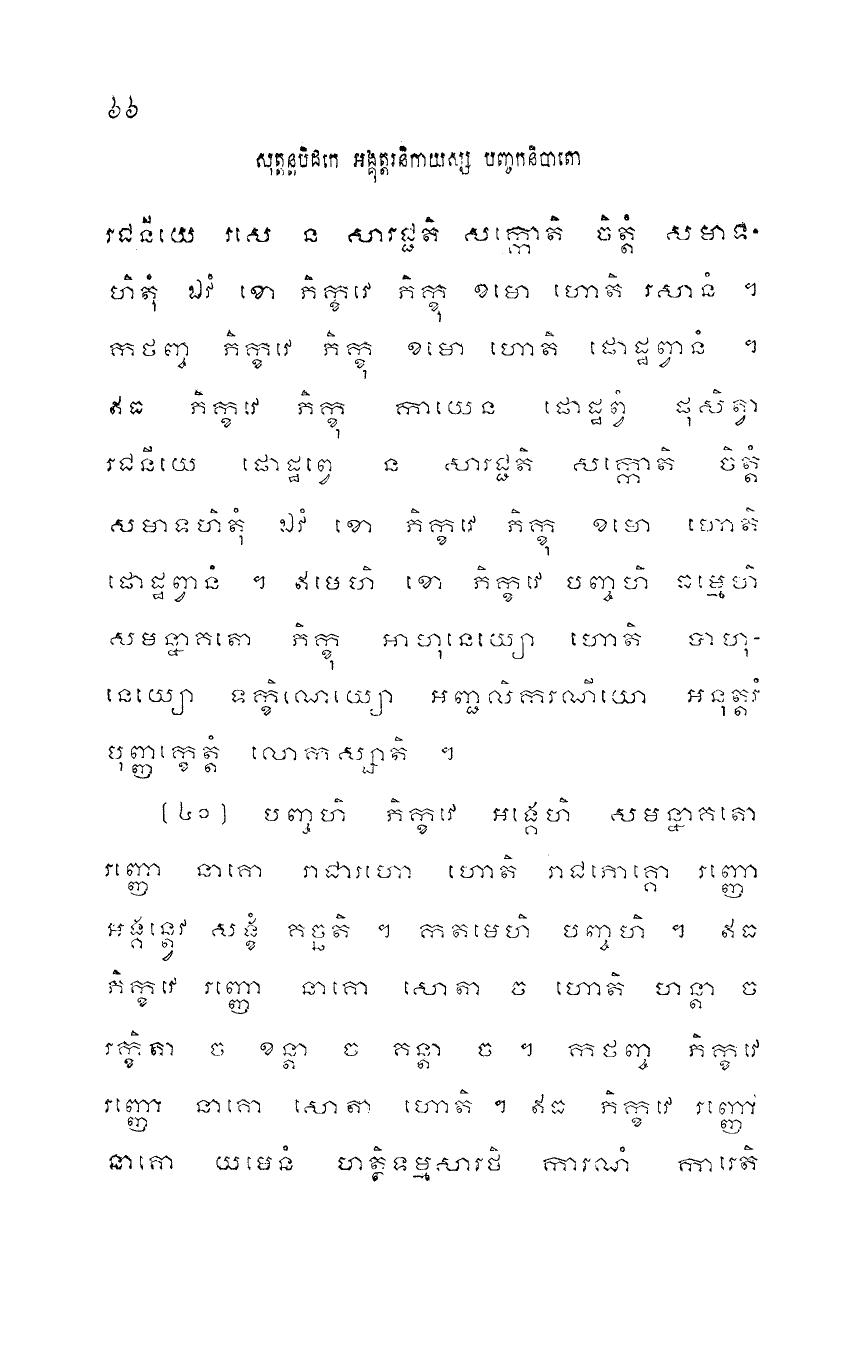 ៦៦
សុត្តន្តបិដកេ អង្គុត្តរនិកាយស្ស បញ្ចកនិបាតោ
រជនីយេ រសេ ន សារជ្ជតិ សក្កោតិ ចិត្តំ សមាទ-
ហិតុំ ឯវំ ខោ ភិក្ខវេ ភិក្ខុ ខមោ ហោតិ រសានំ ។
កថញ្ច ភិក្ខវេ ភិក្ខុ ខមោ ហោតិ ផោដ្ឋព្វានំ ។
ឥធ ភិក្ខវេ ភិក្ខុ កាយេន ផោដ្ឋព្វំ ផុសិត្វា
រជនីយេ ផោដ្ឋព្វេ ន សារជ្ជតិ សក្កោតិ ចិត្តំ
សមាទហិតុំ ឯវំ ខោ ភិក្ខវេ ភិក្ខុ ខមោ ហោតិ
ផោដ្ឋព្វានំ ។ ឥមេហិ ខោ ភិក្ខវេ បញ្ចហិ ធម្មេហិ
សមន្នាគតោ ភិក្ខុ អាហុនេយ្យោ ហោតិ បាហុ-
នេយ្យោ ទក្ខិណេយ្យោ អញ្ជលិករណីយោ អនុត្តរំ
បុញ្ញក្ខេត្តំ លោកស្សាតិ ។
(៤០) បញ្ចហិ ភិក្ខវេ អង្គេហិ សមន្នាគតោ
រញ្ញោ នាគោ រាជារហោ ហោតិ រាជភោគ្គោ រញ្ញោ
អង្គន្ត្វេវ សង្ខំ គច្ឆតិ ។ កតមេហិ បញ្ចហិ ។ ឥធ
ភិក្ខវេ រញ្ញោ នាគោ សោតា ច ហោតិ ហន្តា ច
រក្ខិតា ច ខន្តា ច គន្តា ច ។ កថញ្ច ភិក្ខវេ
រញ្ញោ នាគោ សោតា ហោតិ ។ ឥធ ភិក្ខវេ រញ្ញោ
នាគោ យមេនំ ហត្ថិទម្មសារថិ ការណំ ការេតិ